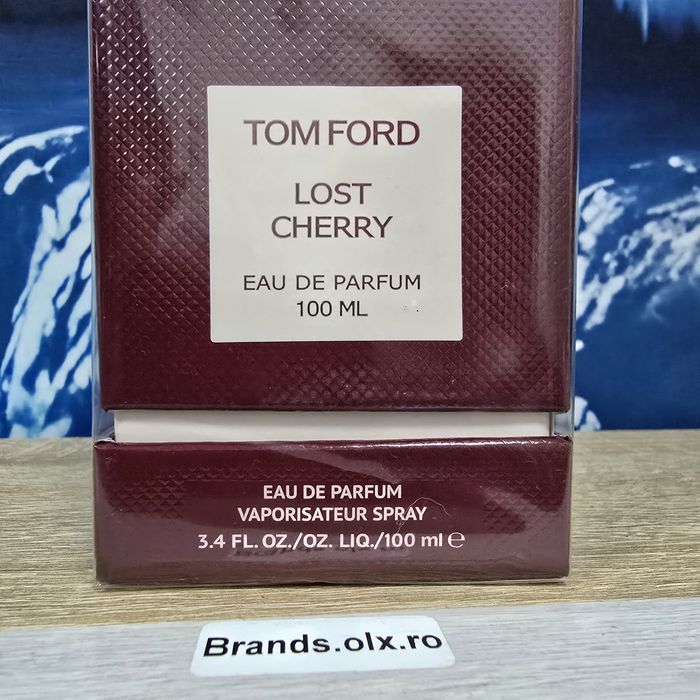 TOM FORD
LOST
CHERRY
EAU DE PARFUM
100 ML
EAU DE PARFUM
VAPORISATEUR SPRAY
3.4 FL. OZ./OZ. LIQ./100 ml ℮
Brands.olx.ro